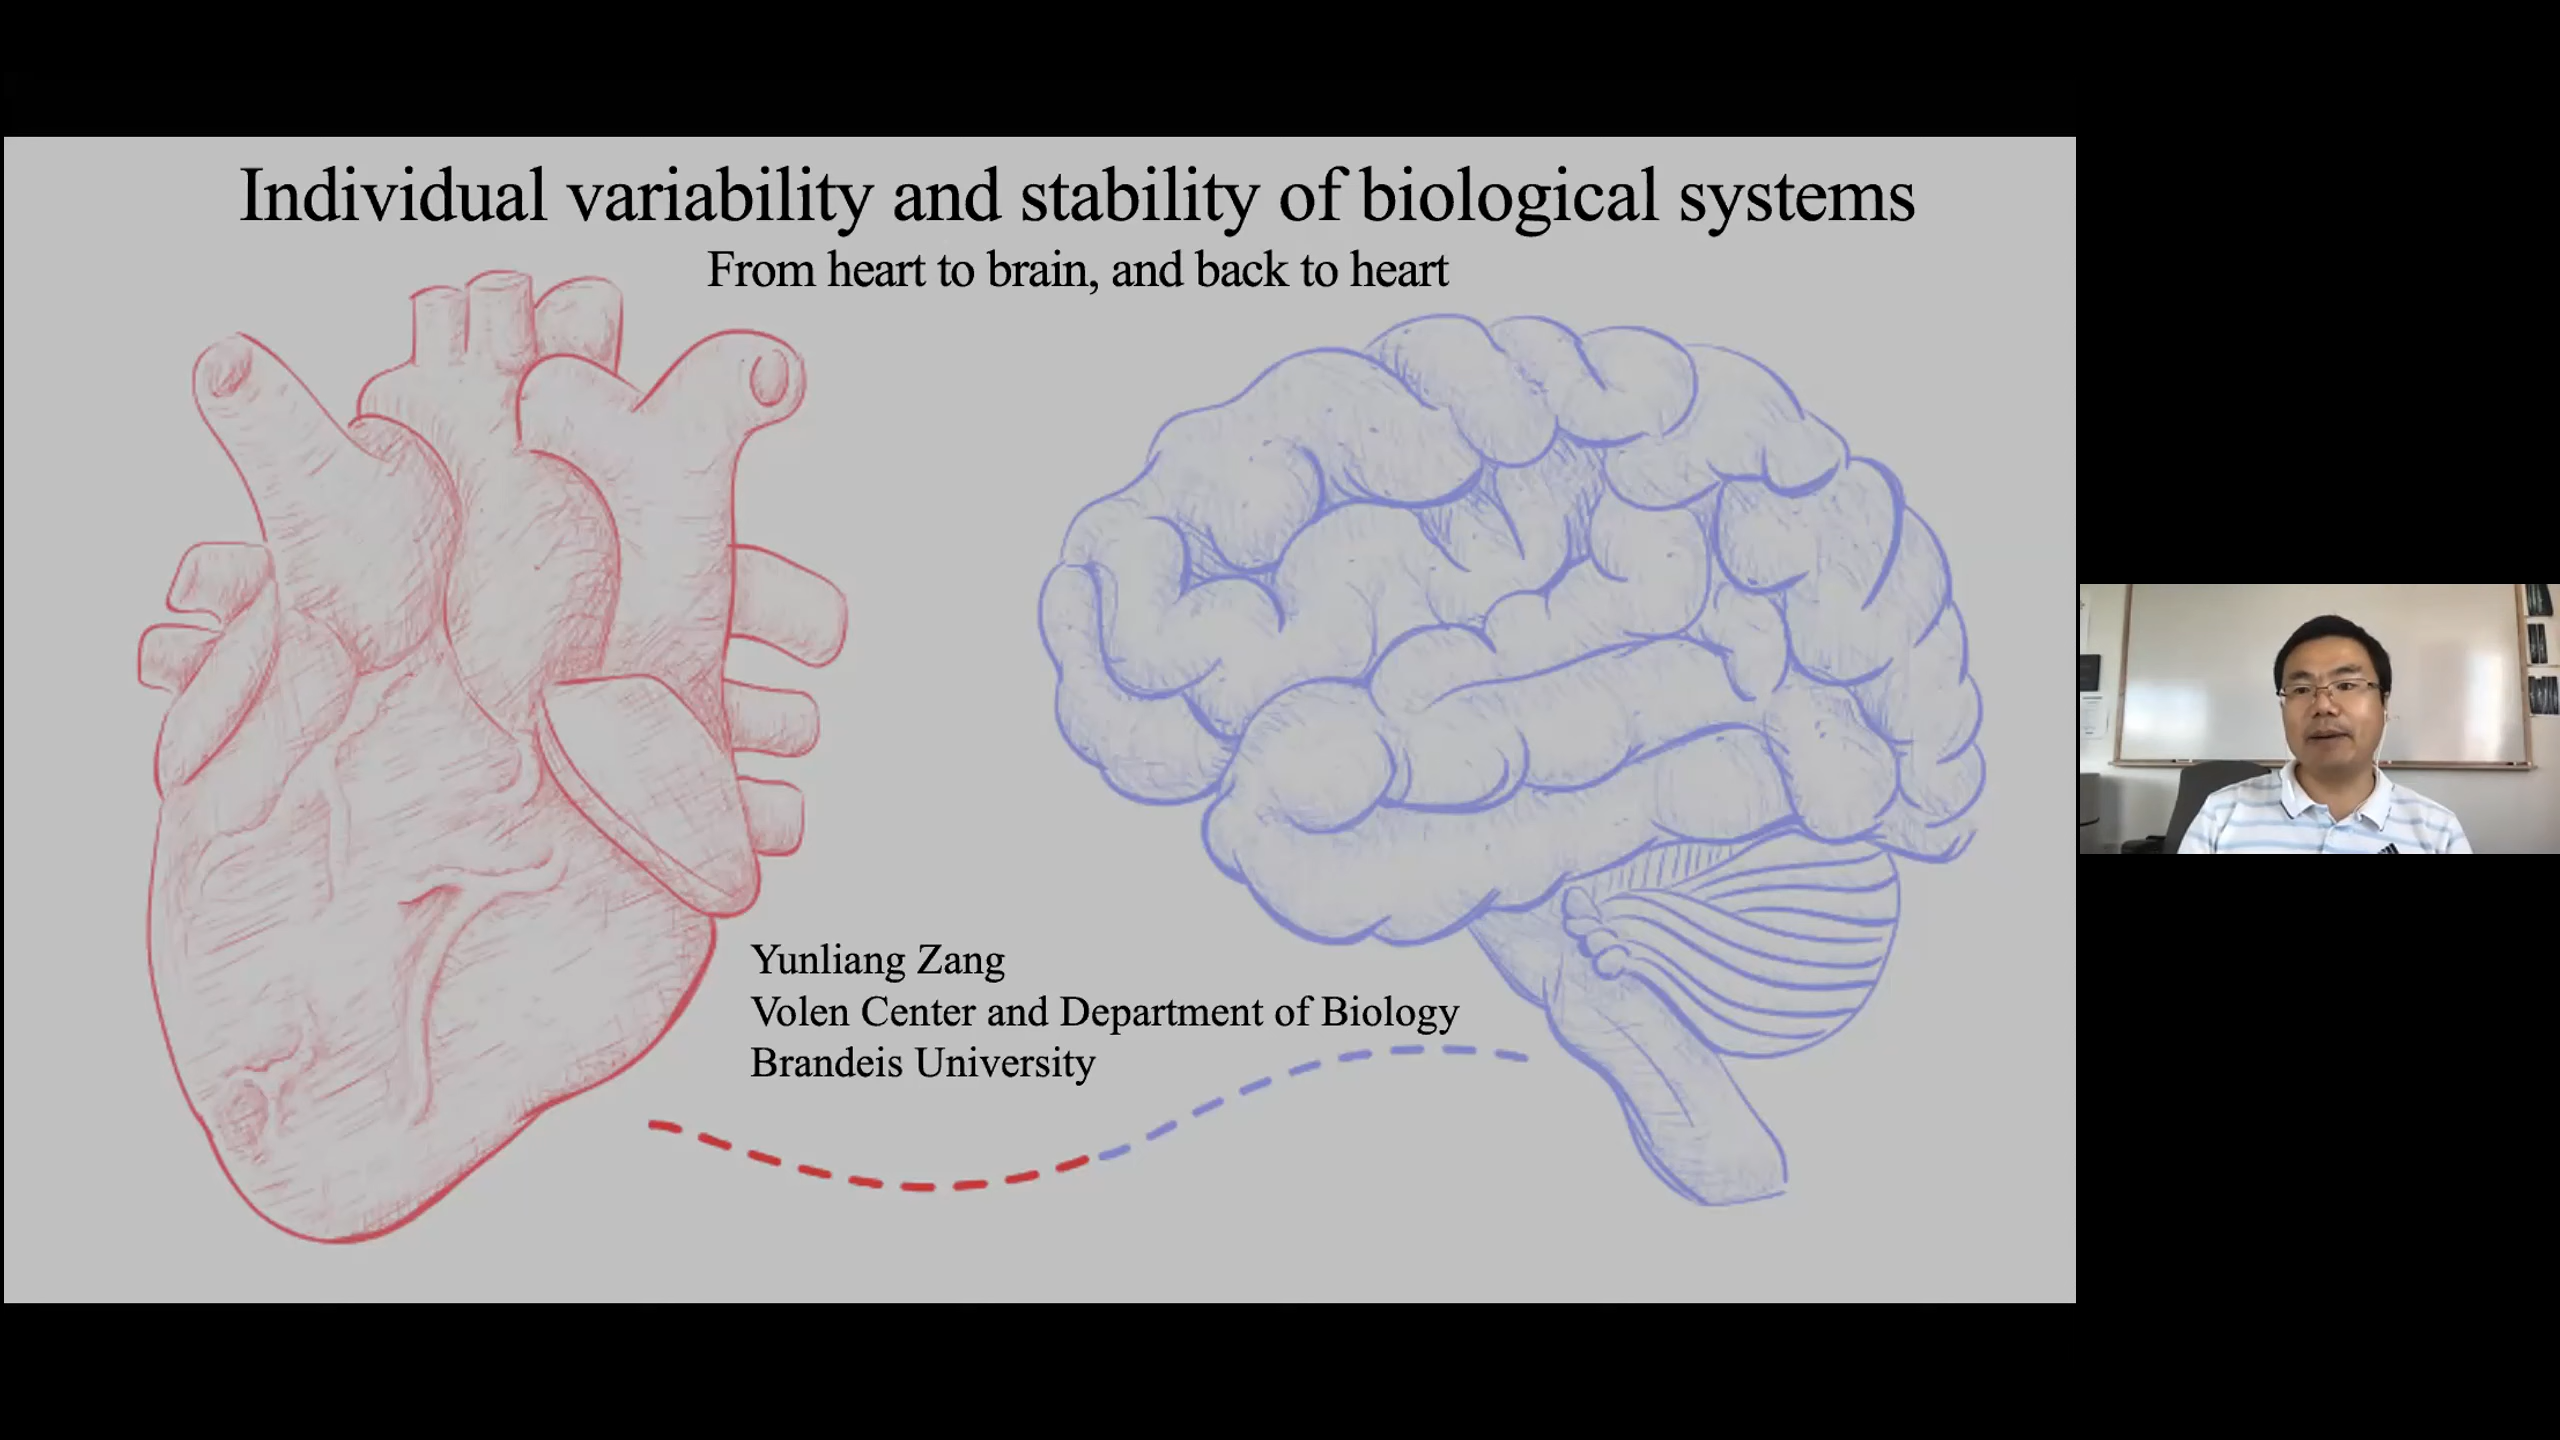 Individual variability and stability of biological systems
From heart to brain, and back to heart
Yunliang Zang
Volen Center and Department of Biology
Brandeis University